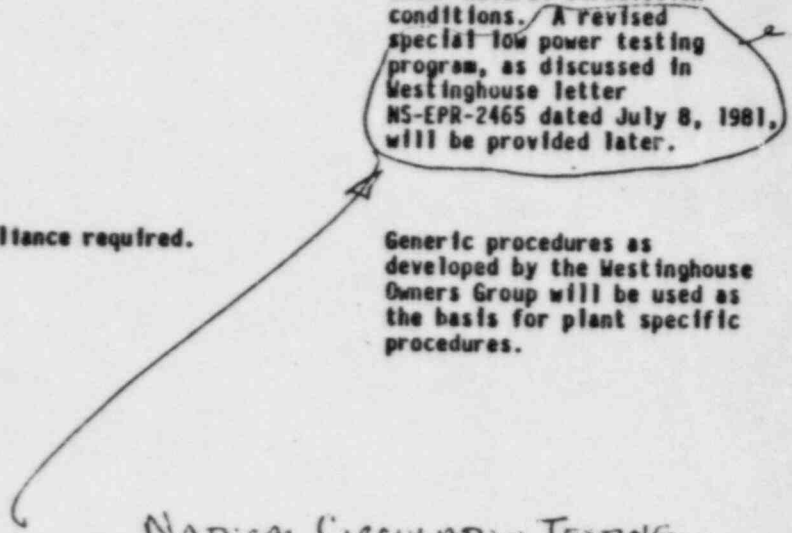 conditions. A revised
special low power testing
program, as discussed in
Westinghouse letter
NS-EPR-2465 dated July 8, 1981,
will be provided later.
liance required.
Generic procedures as
developed by the Westinghouse
Owners Group will be used as
the basis for plant specific
procedures.